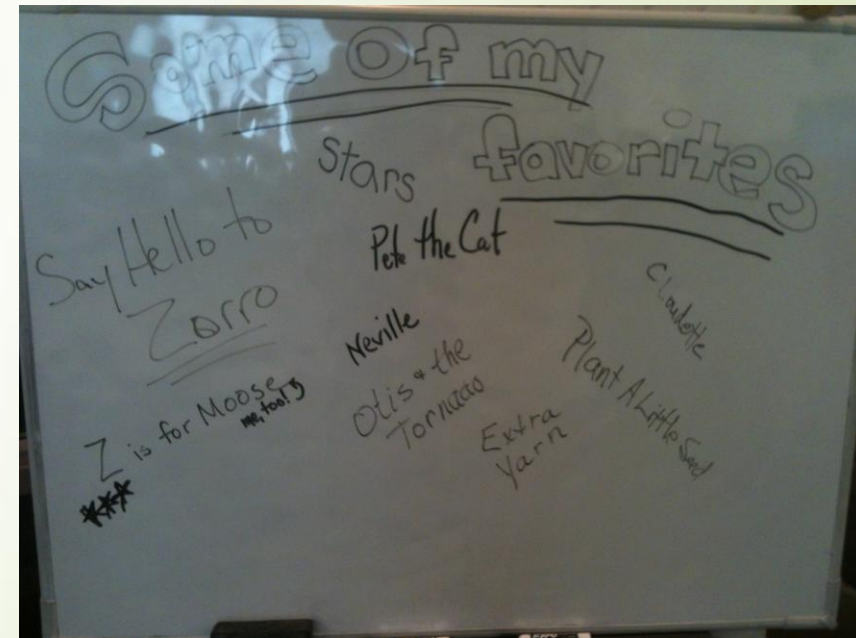 Some Of my
favorites
Stars
Say Hello to
Zorro
Pete the Cat
Neville
Otis & the
Tornado
Z is for Moose
me, too!
***
Extra
Yarn
Claudette
Plant A Little Seed